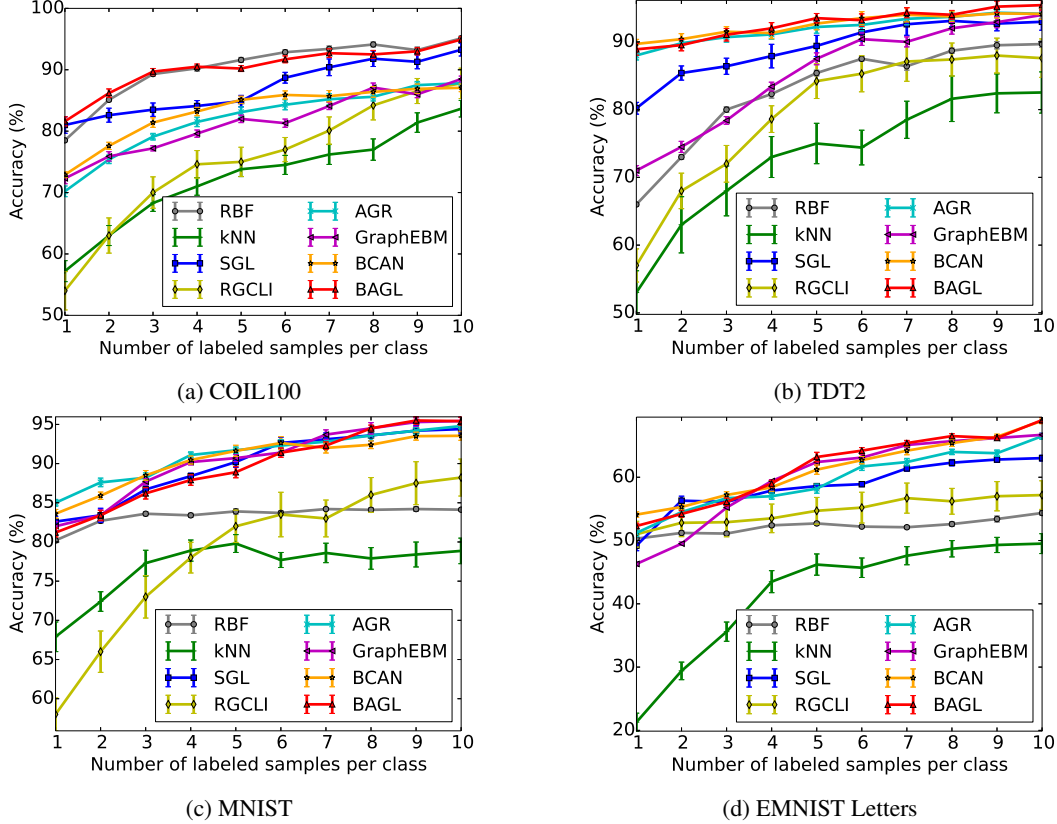 100
90
80
70
60
50
Accuracy (%)
RBF
kNN
SGL
RGCLI
AGR
GraphEBM
BCAN
BAGL
1 2 3 4 5 6 7 8 9 10
Number of labeled samples per class
(a) COIL100
90
80
70
60
50
Accuracy (%)
RBF
kNN
SGL
RGCLI
AGR
GraphEBM
BCAN
BAGL
1 2 3 4 5 6 7 8 9 10
Number of labeled samples per class
(b) TDT2
95
90
85
80
75
70
65
60
Accuracy (%)
RBF
kNN
SGL
RGCLI
AGR
GraphEBM
BCAN
BAGL
1 2 3 4 5 6 7 8 9 10
Number of labeled samples per class
(c) MNIST
60
50
40
30
20
Accuracy (%)
RBF
kNN
SGL
RGCLI
AGR
GraphEBM
BCAN
BAGL
1 2 3 4 5 6 7 8 9 10
Number of labeled samples per class
(d) EMNIST Letters